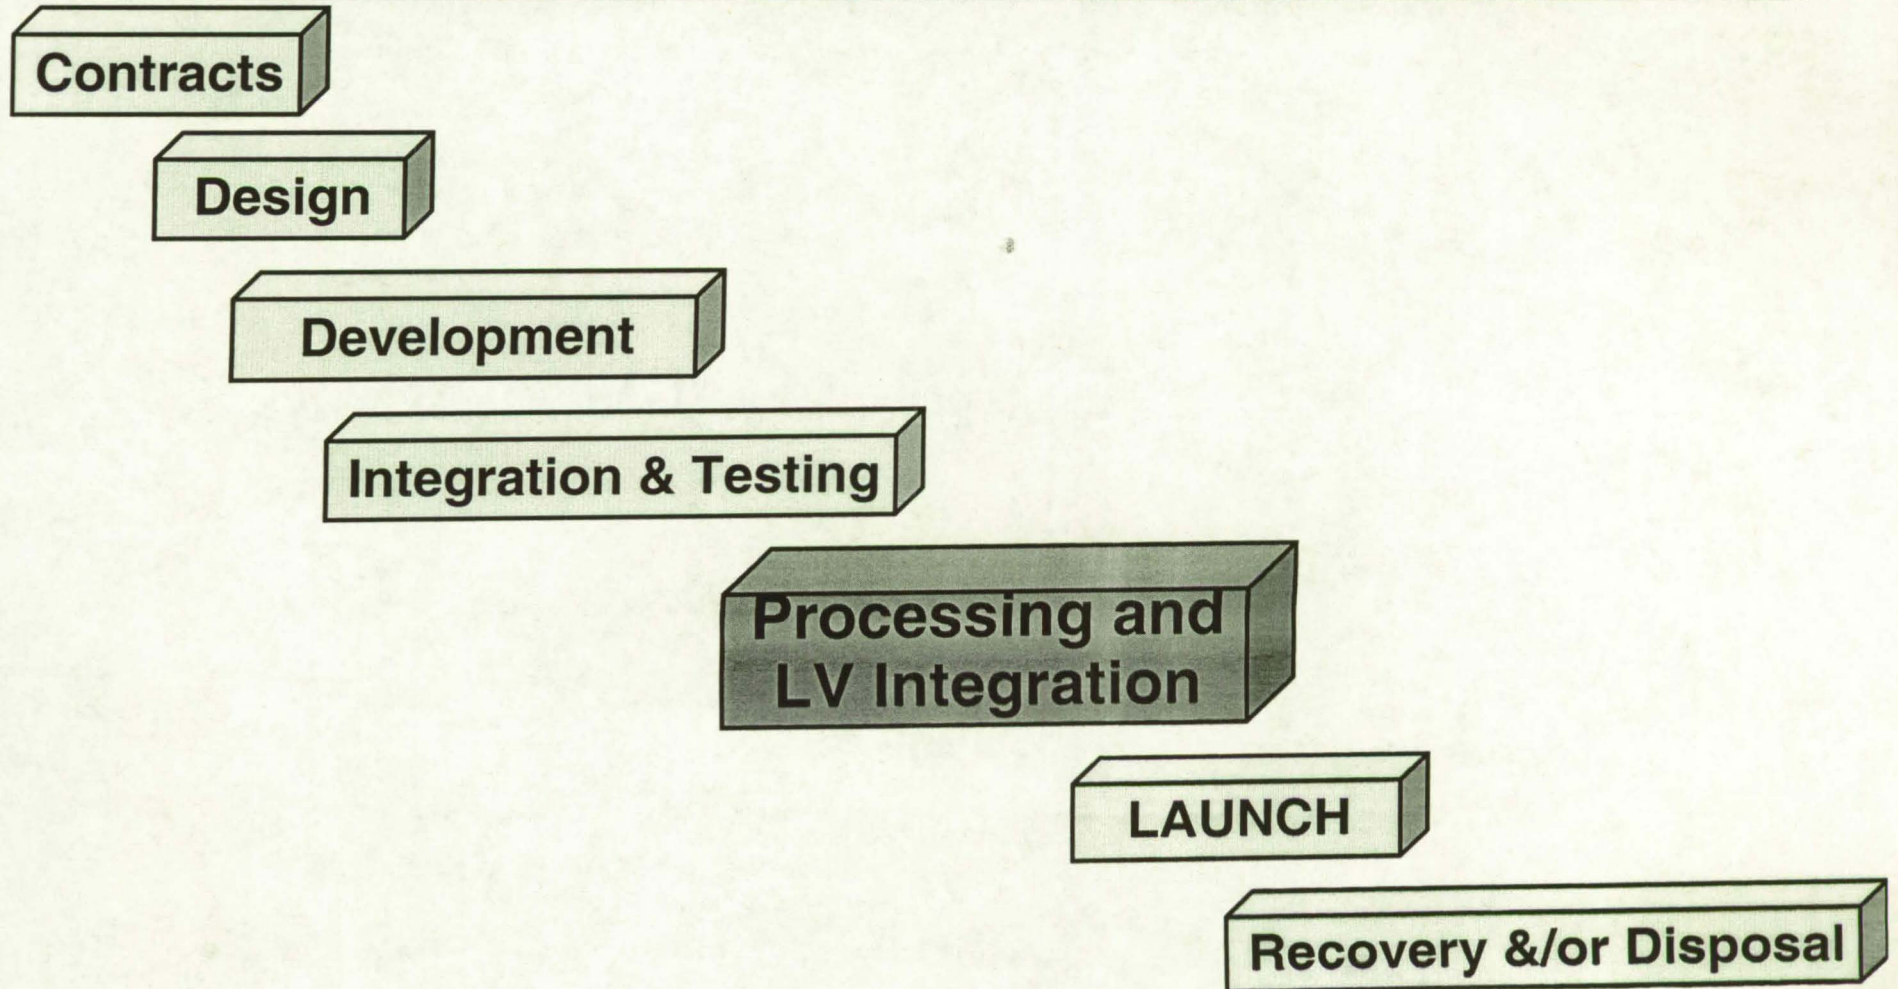 Contracts
Design
Development
Integration & Testing
Processing and
LV Integration
LAUNCH
Recovery &/or Disposal